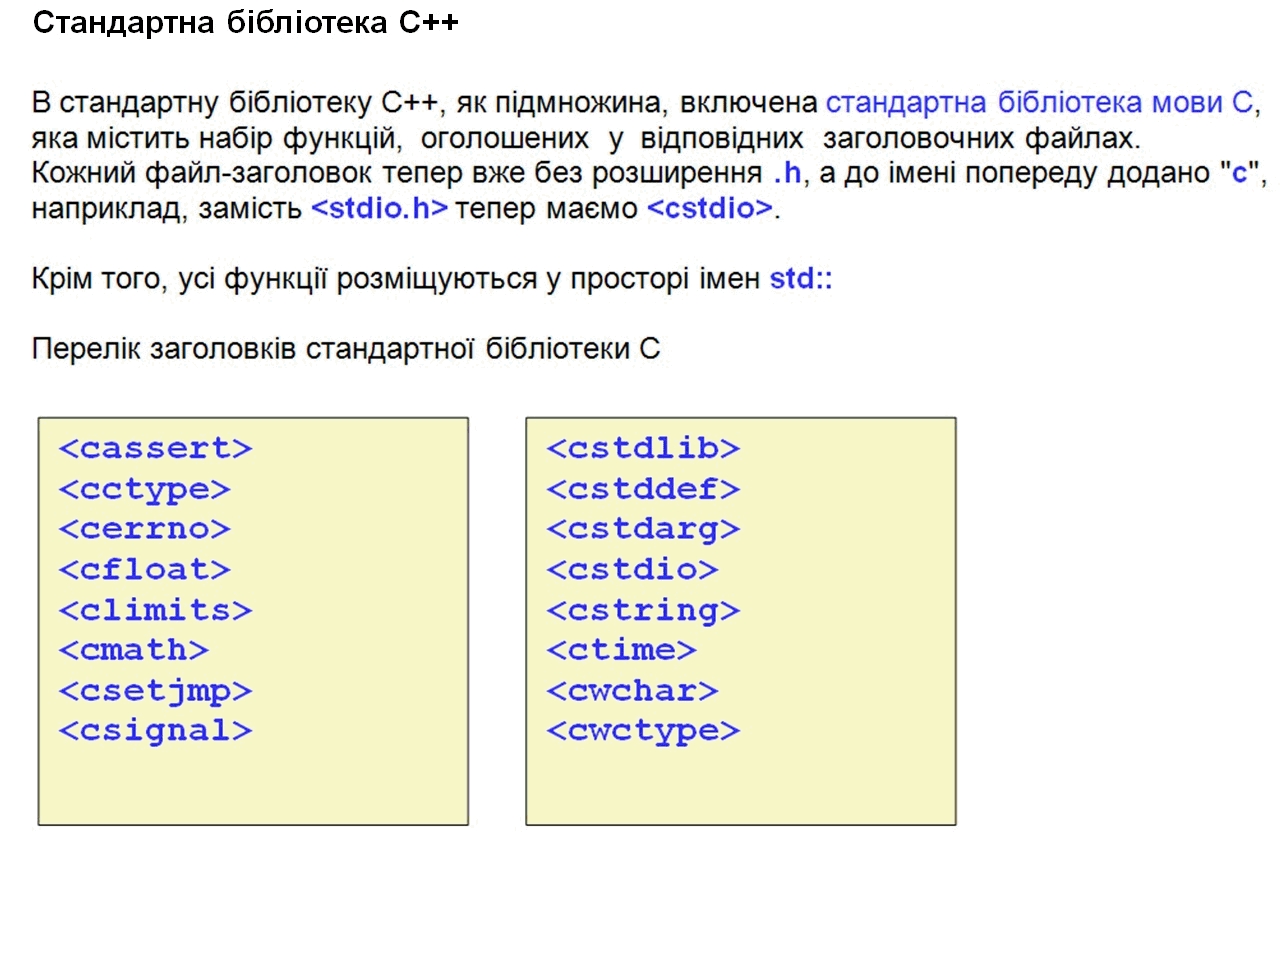 Стандартна бібліотека C++
В стандартну бібліотеку C++, як підмножина, включена стандартна бібліотека мови C,
яка містить набір функцій, оголошених у відповідних заголовочних файлах.
Кожний файл-заголовок тепер вже без розширення .h, а до імені попереду додано "c",
наприклад, замість <stdio.h> тепер маємо <cstdio>.
Крім того, усі функції розміщуються у просторі імен std::
Перелік заголовків стандартної бібліотеки C
<cassert>
<cctype>
<cerrno>
<cfloat>
<climits>
<cmath>
<csetjmp>
<csignal>
<cstdlib>
<cstddef>
<cstdarg>
<cstdio>
<cstring>
<ctime>
<cwchar>
<cwctype>